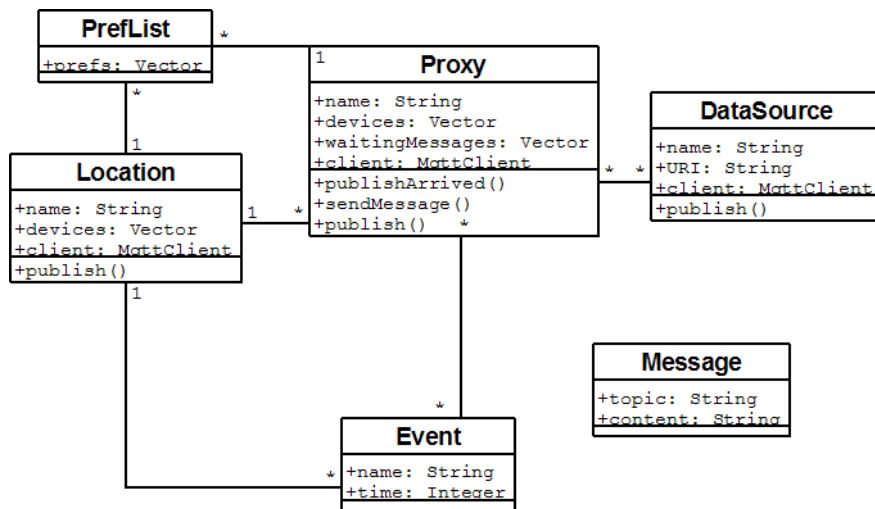 PrefList
+prefs: Vector
*
1
*
1
Proxy
+name: String
+devices: Vector
+waitingMessages: Vector
+client: MqttClient
+publishArrived()
+sendMessage()
+publish()
*
DataSource
+name: String
+URI: String
+client: MqttClient
+publish()
* *
Location
+name: String
+devices: Vector
+client: MqttClient
+publish()
1 *
1
Message
+topic: String
+content: String
*
Event
+name: String
+time: Integer
*